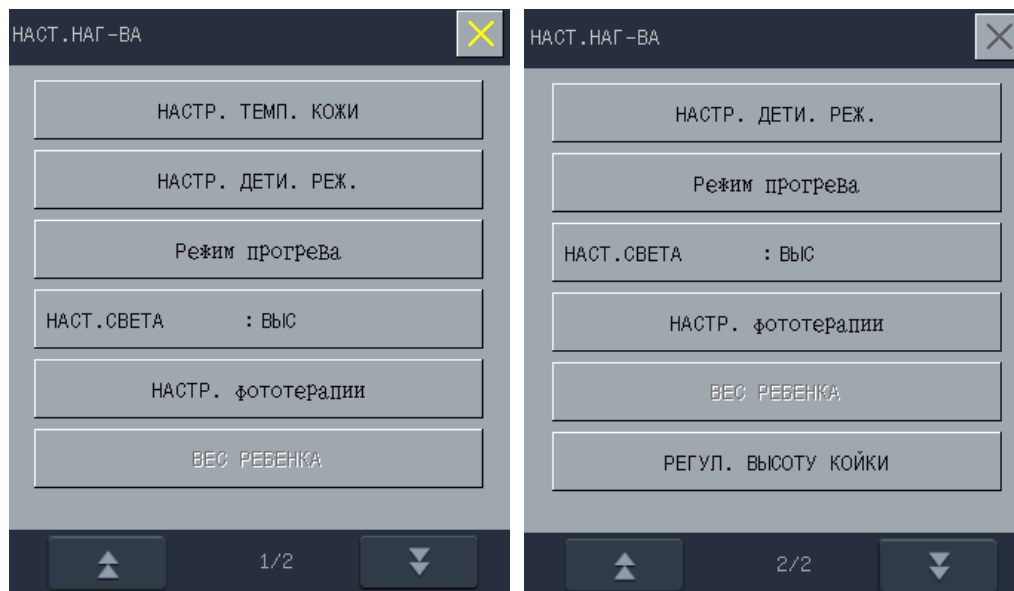 НАСТ.НАГ-ВА
НАСТР. ТЕМП. КОЖИ
НАСТР. ДЕТИ. РЕЖ.
Режим прогрева
НАСТ.СВЕТА : ВЫС
НАСТР. фототерапии
ВЕС РЕБЕНКА
1/2
НАСТ.НАГ-ВА
НАСТР. ДЕТИ. РЕЖ.
Режим прогрева
НАСТ.СВЕТА : ВЫС
НАСТР. фототерапии
ВЕС РЕБЕНКА
РЕГУЛ. ВЫСОТУ КОЙКИ
2/2